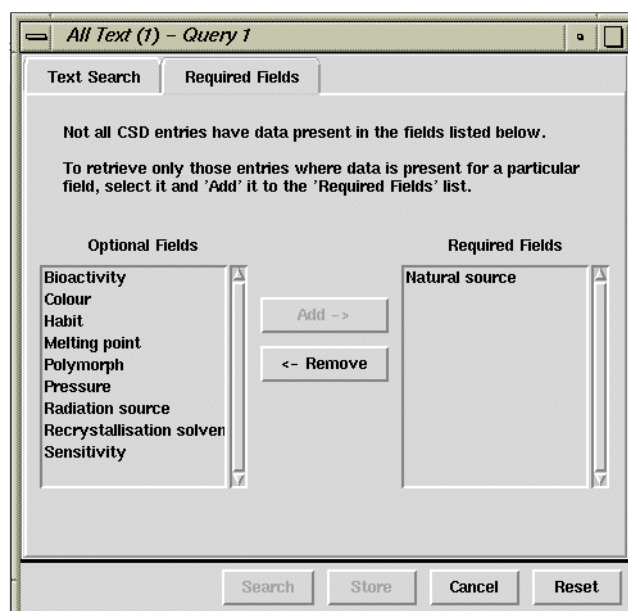 All Text (1) - Query 1
Text Search Required Fields
Not all CSD entries have data present in the fields listed below.
To retrieve only those entries where data is present for a particular
field, select it and 'Add' it to the 'Required Fields' list.
Optional Fields Required Fields
Bioactivity Natural source
Colour
Habit
Add ->
Melting point
Polymorph
<- Remove
Pressure
Radiation source
Recrystallisation solven
Sensitivity
Search Store Cancel Reset